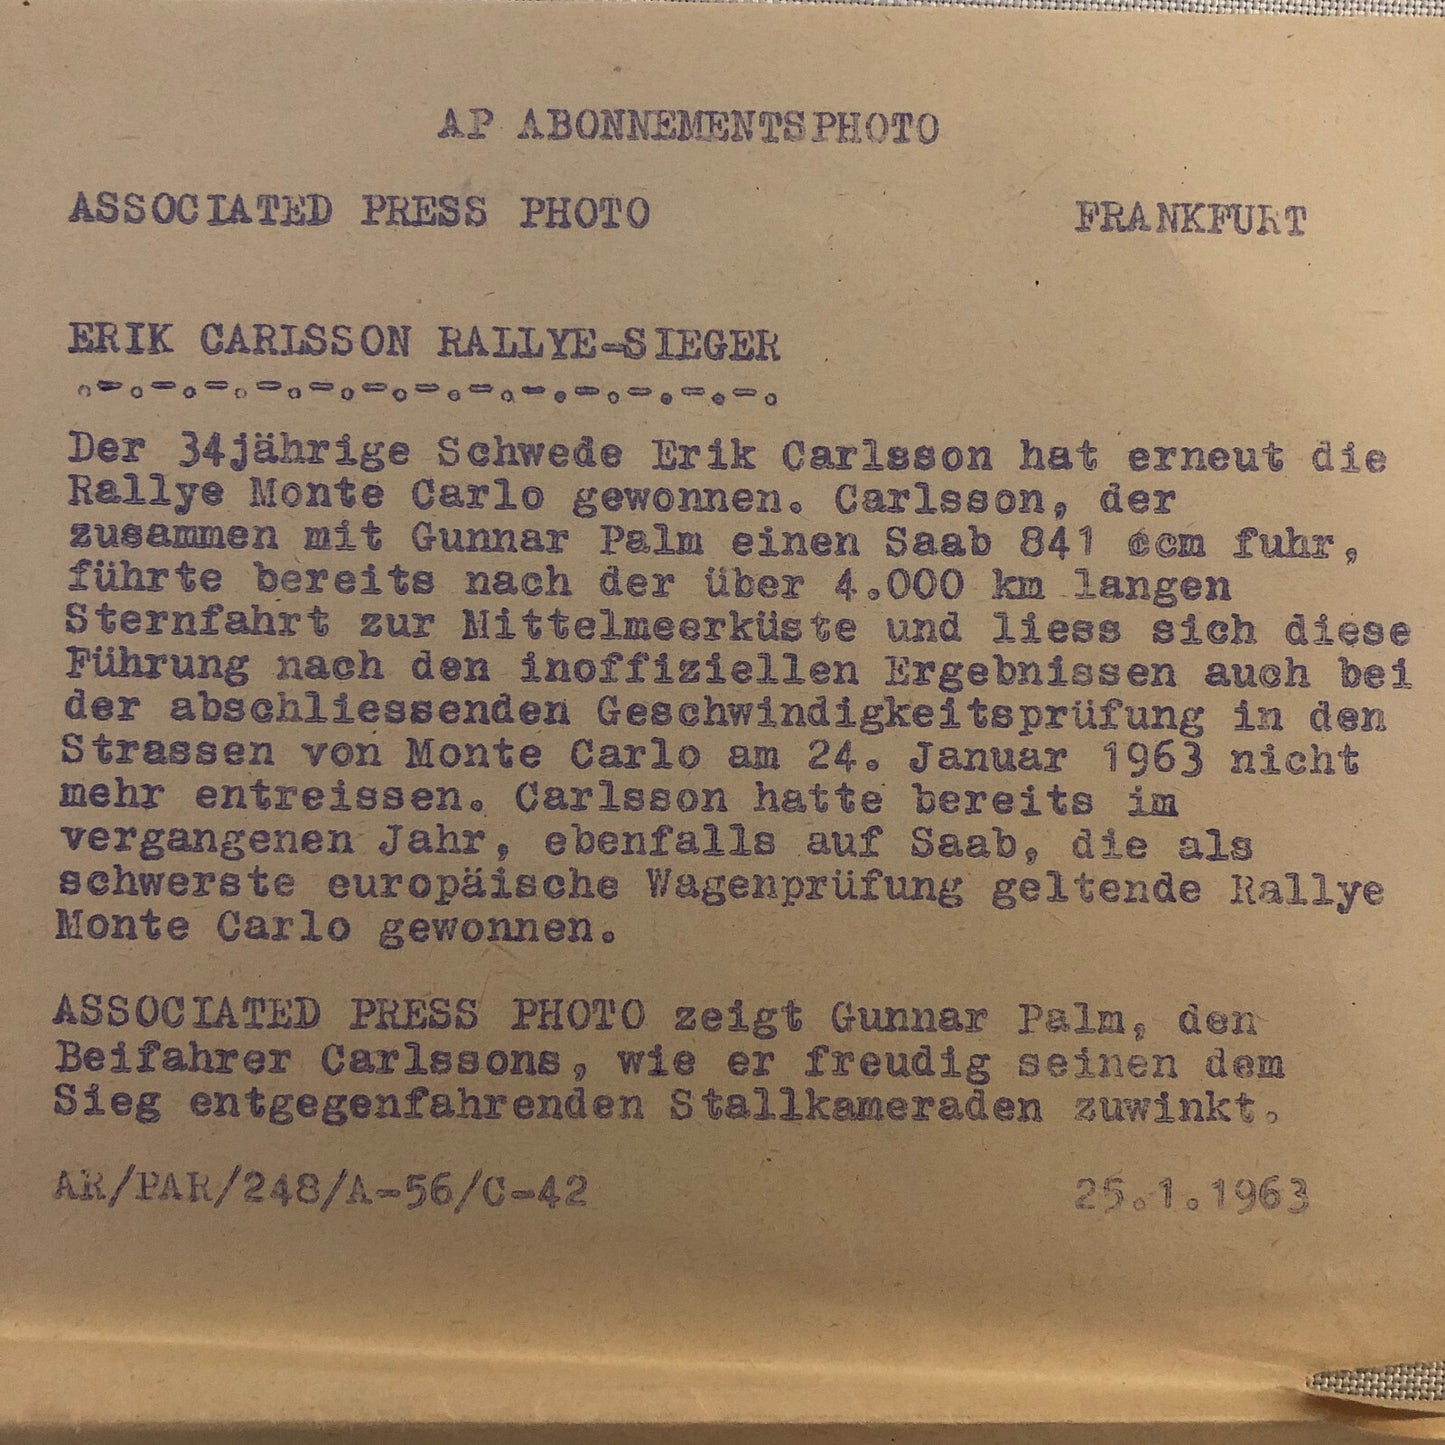 AP ABONNEMENTSPHOTO
ASSOCIATED PRESS PHOTO FRANKFURT
ERIK CARLSSON RALLYE-SIEGER
.-.-.-.-.-.-.-.-.-.-.-.-.-.
Der 34jährige Schwede Erik Carlsson hat erneut die
Rallye Monte Carlo gewonnen. Carlsson, der
zusammen mit Gunnar Palm einen Saab 841 ccm fuhr,
führte bereits nach der über 4.000 km langen
Sternfahrt zur Mittelmeerküste und liess sich diese
Führung nach den inoffiziellen Ergebnissen auch bei
der abschliessenden Geschwindigkeitsprüfung in den
Strassen von Monte Carlo am 24. Januar 1963 nicht
mehr entreissen. Carlsson hatte bereits im
vergangenen Jahr, ebenfalls auf Saab, die als
schwerste europäische Wagenprüfung geltende Rallye
Monte Carlo gewonnen.
ASSOCIATED PRESS PHOTO zeigt Gunnar Palm, den
Beifahrer Carlssons, wie er freudig seinen dem
Sieg entgegenfahrenden Stallkameraden zuwinkt.
AR/PAR/248/A-56/C-42 25.1.1963